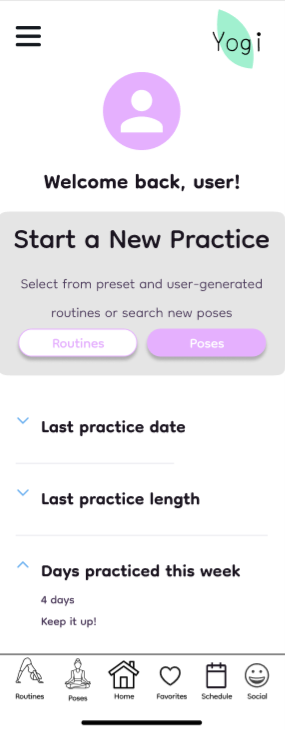 Yogi
Welcome back, user!
Start a New Practice
Select from preset and user-generated
routines or search new poses
Routines
Poses
Last practice date
Last practice length
Days practiced this week
4 days
Keep it up!
Routines
Poses
Home
Favorites
Schedule
Social